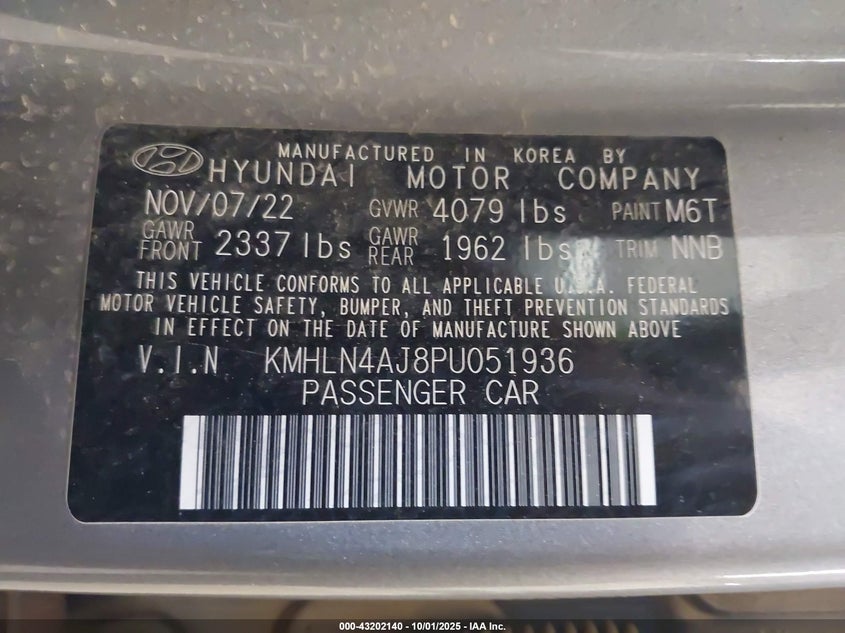 MANUFACTURED IN KOREA BY
HYUNDAI MOTOR COMPANY
NOV/07/22 GVWR 4079 lbs PAINT M6T
GAWR FRONT 2337 lbs GAWR REAR 1962 lbs TRIM NNB
THIS VEHICLE CONFORMS TO ALL APPLICABLE U.S.A. FEDERAL
MOTOR VEHICLE SAFETY, BUMPER, AND THEFT PREVENTION STANDARDS
IN EFFECT ON THE DATE OF MANUFACTURE SHOWN ABOVE
V.I.N KMHLN4AJ8PU051936
PASSENGER CAR
000-43202140 - 10/01/2025 - IAA Inc.